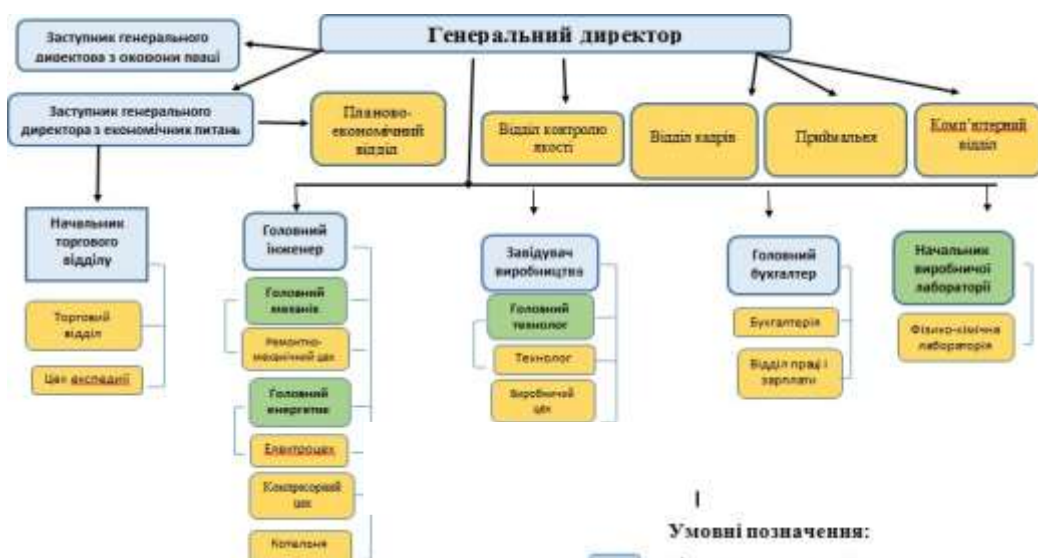 Генеральний директор
Заступник генерального
директора з охорони праці
Заступник генерального
директора з економічних питань
Планово-
економічний
відділ
Відділ контролю
якості
Відділ кадрів
Приймальня
Комп'ютерний
відділ
Начальник
торгового
відділу
Торговий
відділ
Цех експедиції
Головний
інженер
Головний
механік
Ремонтно-
механічний цех
Головний
енергетик
Електроцех
Компресорний
цех
Котельня
Завідувач
виробництва
Головний
технолог
Технолог
Виробничий
цех
Головний
бухгалтер
Бухгалтерія
Відділ праці і
зарплати
Начальник
виробничої
лабораторії
Фізико-хімічна
лабораторія
Умовні позначення: